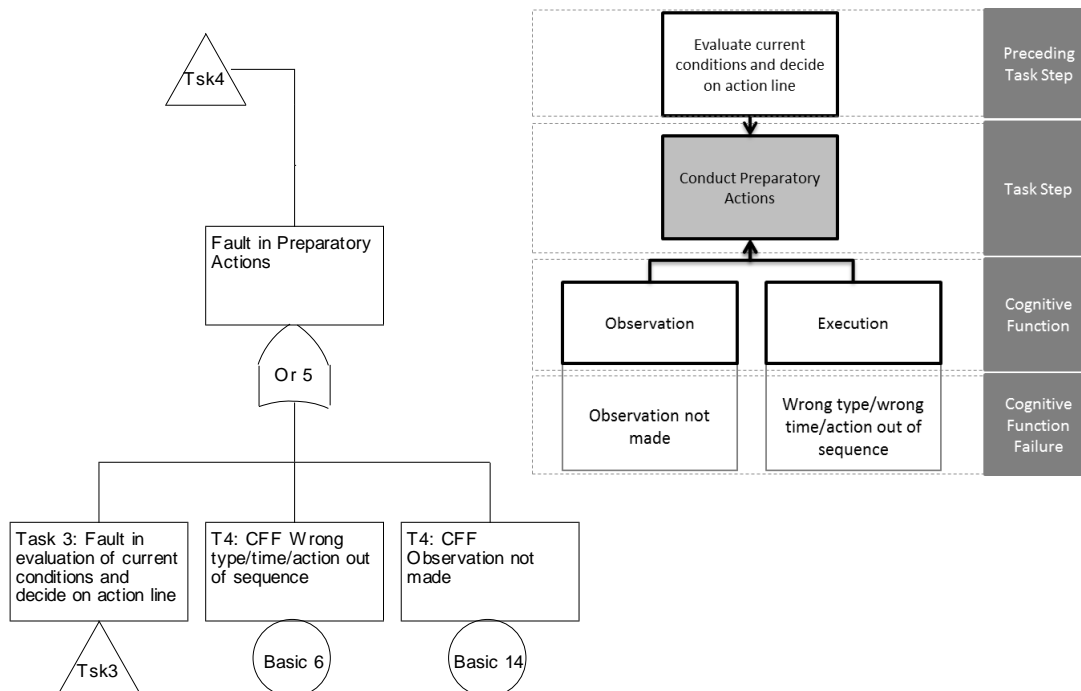 Tsk4
Fault in Preparatory
Actions
Or 5
Task 3: Fault in
evaluation of current
conditions and
decide on action line
T4: CFF Wrong
type/time/action out
of sequence
T4: CFF
Observation not
made
Tsk3
Basic 6
Basic 14
Evaluate current
conditions and decide
on action line
Preceding
Task Step
Conduct Preparatory
Actions
Task Step
Observation
Execution
Cognitive
Function
Observation not
made
Wrong type/wrong
time/action out of
sequence
Cognitive
Function
Failure